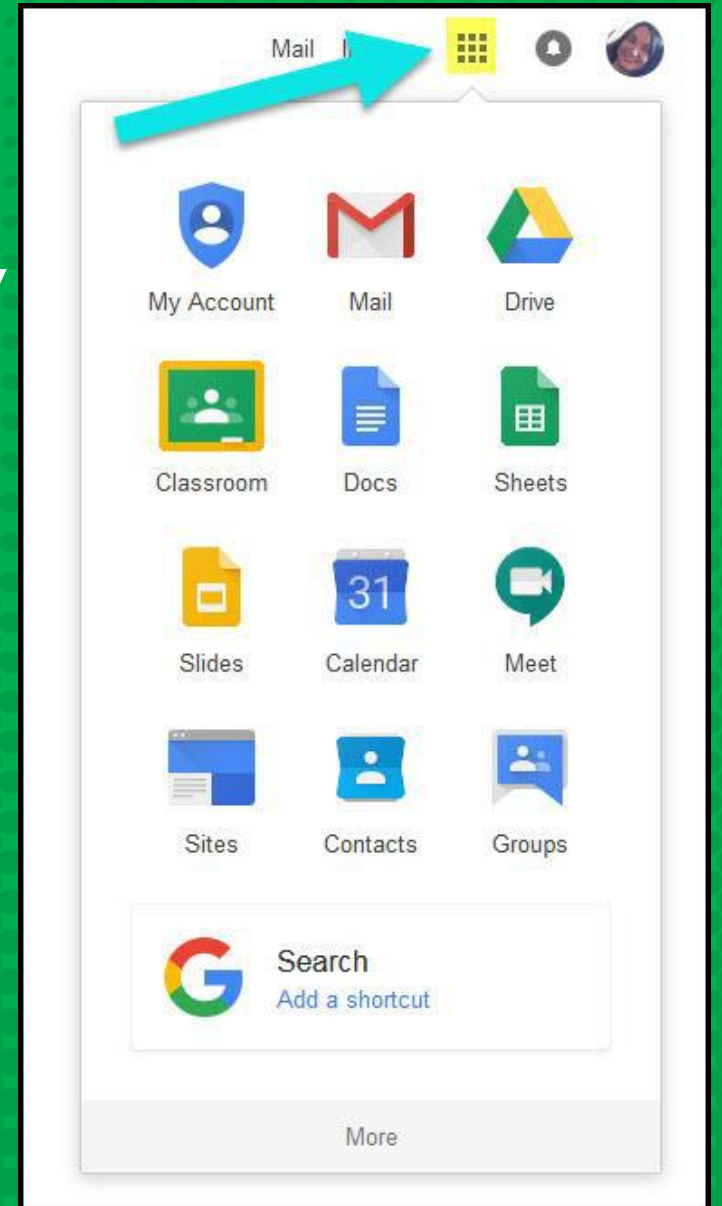 Mail
My Account Mail Drive
Classroom Docs Sheets
31
Slides Calendar Meet
Sites Contacts Groups
Search
Add a shortcut
More